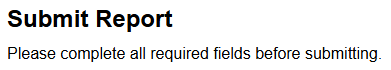 Submit Report
Please complete all required fields before submitting.